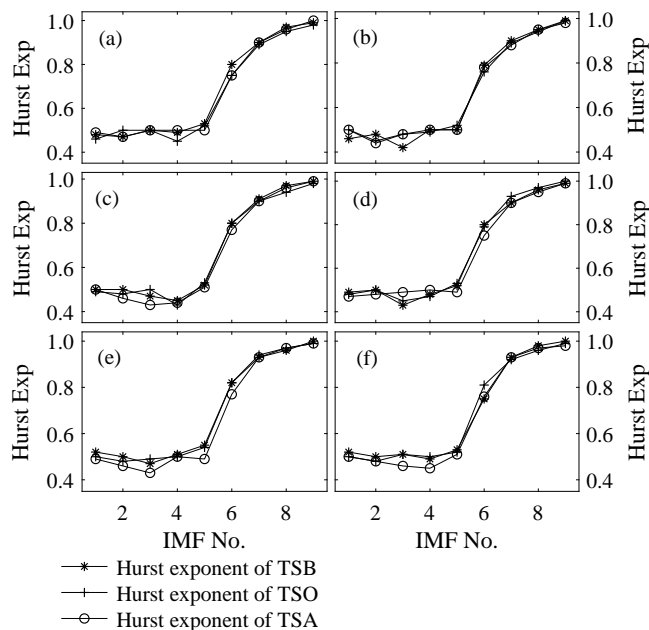 (a)
1.0
0.8
0.6
0.4
Hurst Exp
(b)
1.0
0.8
0.6
0.4
Hurst Exp
(c)
1.0
0.8
0.6
0.4
Hurst Exp
(d)
1.0
0.8
0.6
0.4
Hurst Exp
(e)
1.0
0.8
0.6
0.4
Hurst Exp
2 4 6 8
IMF No.
(f)
1.0
0.8
0.6
0.4
Hurst Exp
2 4 6 8
IMF No.
Hurst exponent of TSB
Hurst exponent of TSO
Hurst exponent of TSA